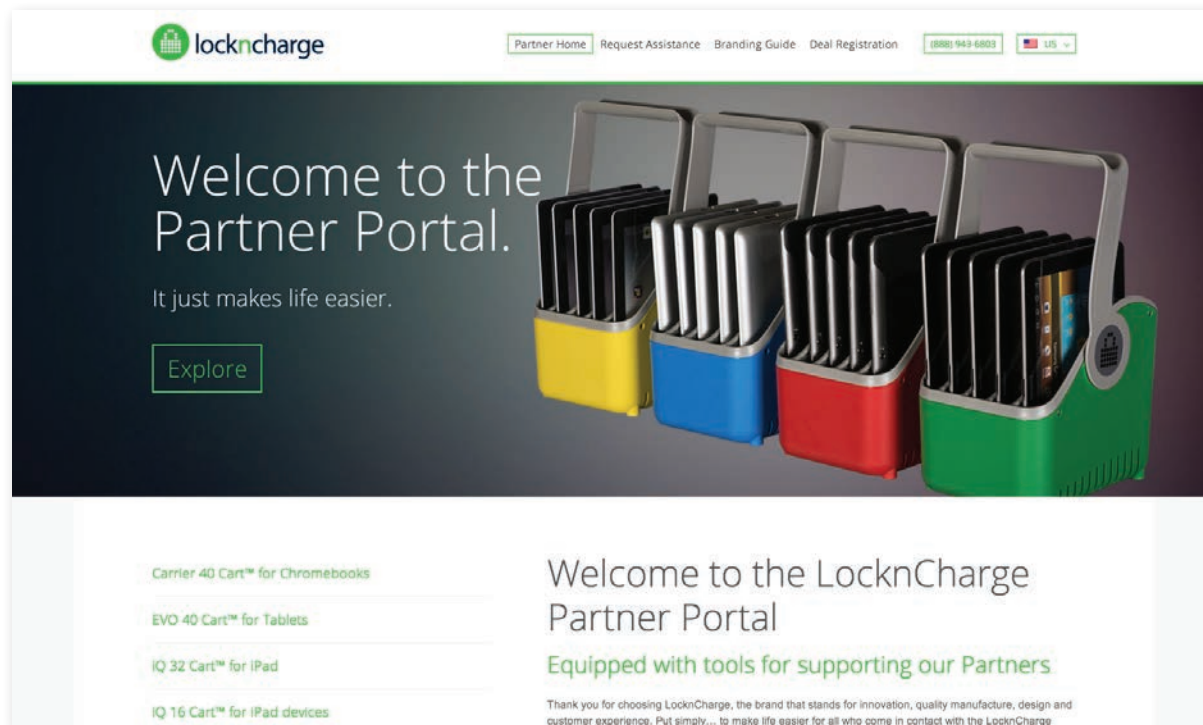 lockncharge
Partner Home Request Assistance Branding Guide Deal Registration (888) 943-6803 US
Welcome to the
Partner Portal.
It just makes life easier.
Explore
Carrier 40 Cart™ for Chromebooks
EVO 40 Cart™ for Tablets
IQ 32 Cart™ for iPad
IQ 16 Cart™ for iPad devices
Welcome to the LocknCharge
Partner Portal
Equipped with tools for supporting our Partners
Thank you for choosing LocknCharge, the brand that stands for innovation, quality manufacture, design and
customer experience. Put simply… to make life easier for all who come in contact with the LocknCharge